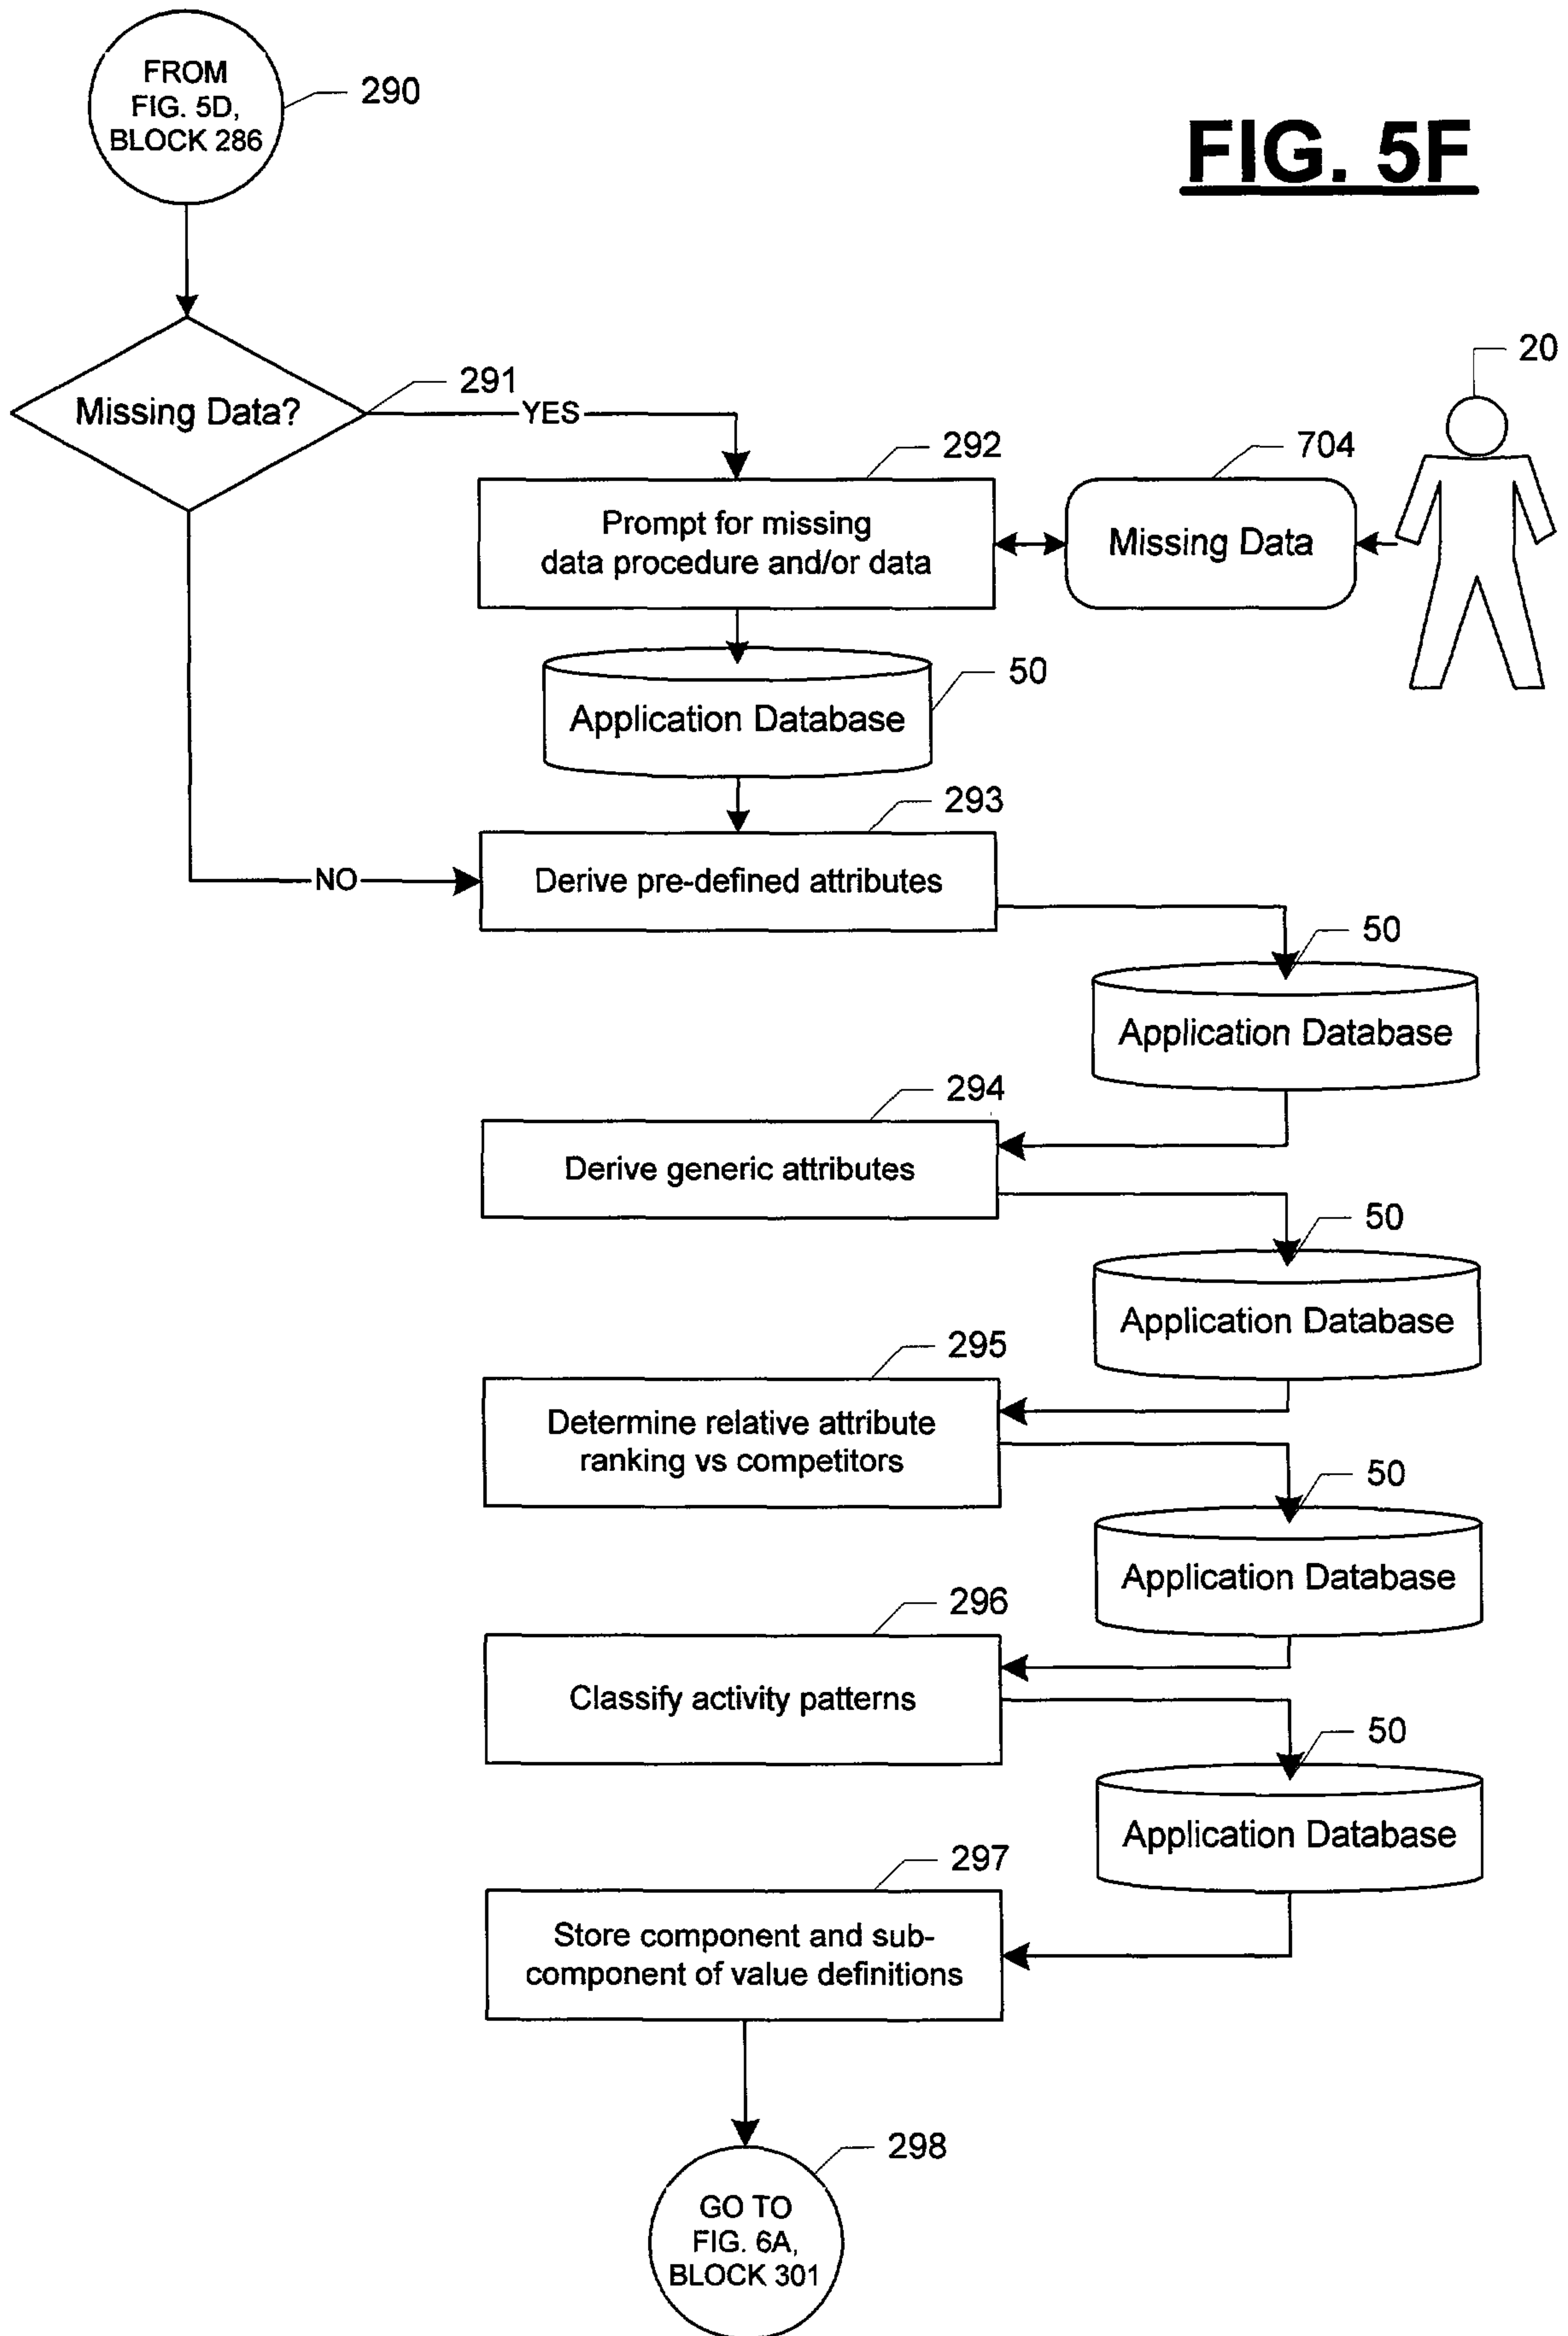 FROM
FIG. 5D,
BLOCK 286
290
FIG. 5F
Missing Data?
291
YES
20
292
704
Prompt for missing
data procedure and/or data
Missing Data
50
Application Database
293
NO
Derive pre-defined attributes
50
Application Database
294
Derive generic attributes
50
Application Database
295
Determine relative attribute
ranking vs competitors
50
Application Database
296
Classify activity patterns
50
Application Database
297
Store component and sub-
component of value definitions
298
GO TO
FIG. 6A,
BLOCK 301